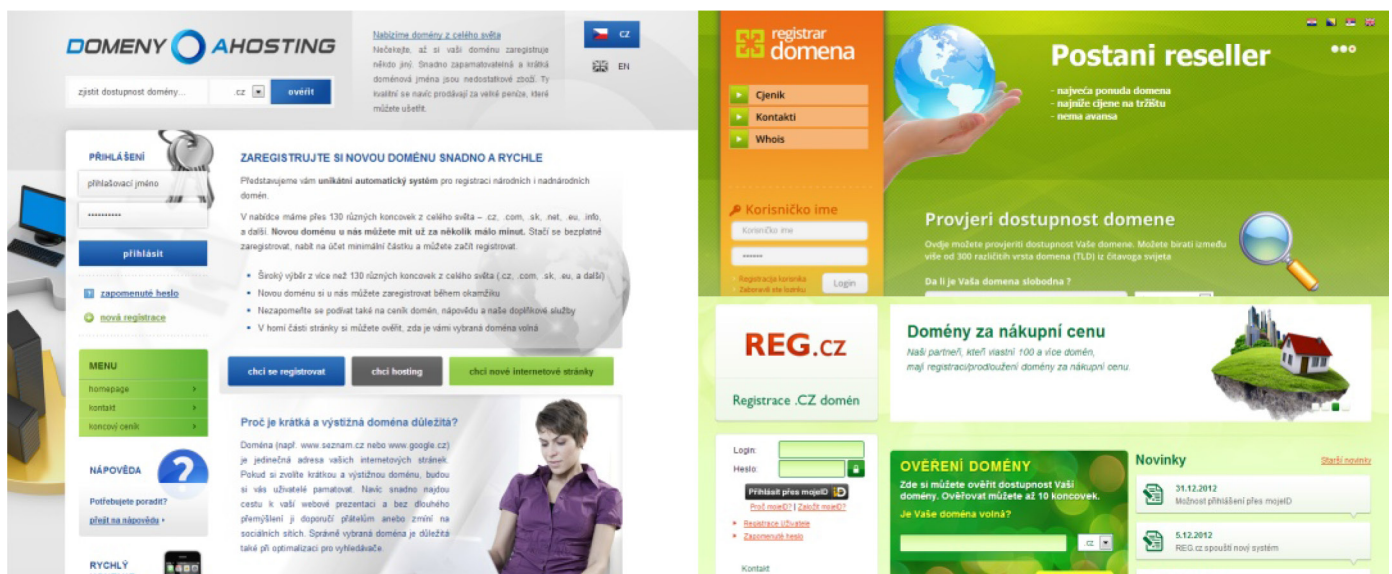 DOMENY AHOSTING
zjistit dostupnost domény... .cz ověřit
Nabízíme domény z celého světa
Nečekejte, až si vaši doménu zaregistruje
někdo jiný. Snadno zapamatovatelná a krátká
doménová jména jsou nedostatkové zboží. Ty
kvalitní se navíc prodávají za velké peníze, které
můžete ušetřit.
CZ
EN
PŘIHLÁŠENÍ
přihlašovací jméno
••••••••••
přihlásit
zapomenuté heslo
nová registrace
MENU
homepage
kontakt
koncový ceník
NÁPOVĚDA
Potřebujete poradit?
přejít na nápovědu
RYCHLÝ
ZAREGISTRUJTE SI NOVOU DOMÉNU SNADNO A RYCHLE
Představujeme vám unikátní automatický systém pro registraci národních i nadnárodních
domén.
V nabídce máme přes 130 různých koncovek z celého světa – .cz, .com, .sk, .net, .eu, .info,
a další. Novou doménu u nás můžete mít už za několik málo minut. Stačí se bezplatně
zaregistrovat, nabít na účet minimální částku a můžete začít registrovat.
Široký výběr z více než 130 různých koncovek z celého světa (.cz, .com, .sk, .eu, a další)
Novou doménu si u nás můžete zaregistrovat během okamžiku
Nezapomeňte se podívat také na ceník domén, nápovědu a naše doplňkové služby
V horní části stránky si můžete ověřit, zda je vámi vybraná doména volná
chci se registrovat
chci hosting
chci nové internetové stránky
Proč je krátká a výstižná doména důležitá?
Doména (např. www.seznam.cz nebo www.google.cz)
je jedinečná adresa vašich internetových stránek.
Pokud si zvolíte krátkou a výstižnou doménu, budou
si vás uživatelé pamatovat. Navíc snadno najdou
cestu k vaší webové prezentaci a bez dlouhého
přemýšlení ji doporučí přátelům anebo zmíní na
sociálních sítích. Správně vybraná doména je důležitá
také při optimalizaci pro vyhledávače.
registrar
domena
Cjenik
Kontakti
Whois
Korisničko ime
Korisničko ime
••••••
Registracija korisnika
Zaboravili ste lozinku
Login
Postani reseller
- najveća ponuda domena
- najniže cijene na tržištu
- nema avansa
Provjeri dostupnost domene
Ovdje možete provjeriti dostupnost Vaše domene. Možete birati između
više od 300 različitih vrsta domena (TLD) iz čitavoga svijeta
Da li je Vaša domena slobodna ?
REG.cz
Registrace .CZ domén
Domény za nákupní cenu
Naši partneři, kteří vlastní 100 a více domén,
mají registraci/prodloužení domény za nákupní cenu.
Login:
Heslo:
Přihlásit přes mojeID
Proč mojeID? | Založit mojeID?
Registrace Uživatele
Zapomenuté heslo
Kontakt
OVĚŘENÍ DOMÉNY
Zde si můžete ověřit dostupnost Vaší
domény. Ověřovat můžete až 10 koncovek.
Je Vaše doména volná?
.cz
Novinky
Starší novinky
31.12.2012
Možnost přihlášení přes mojeID
5.12.2012
REG.cz spouští nový systém